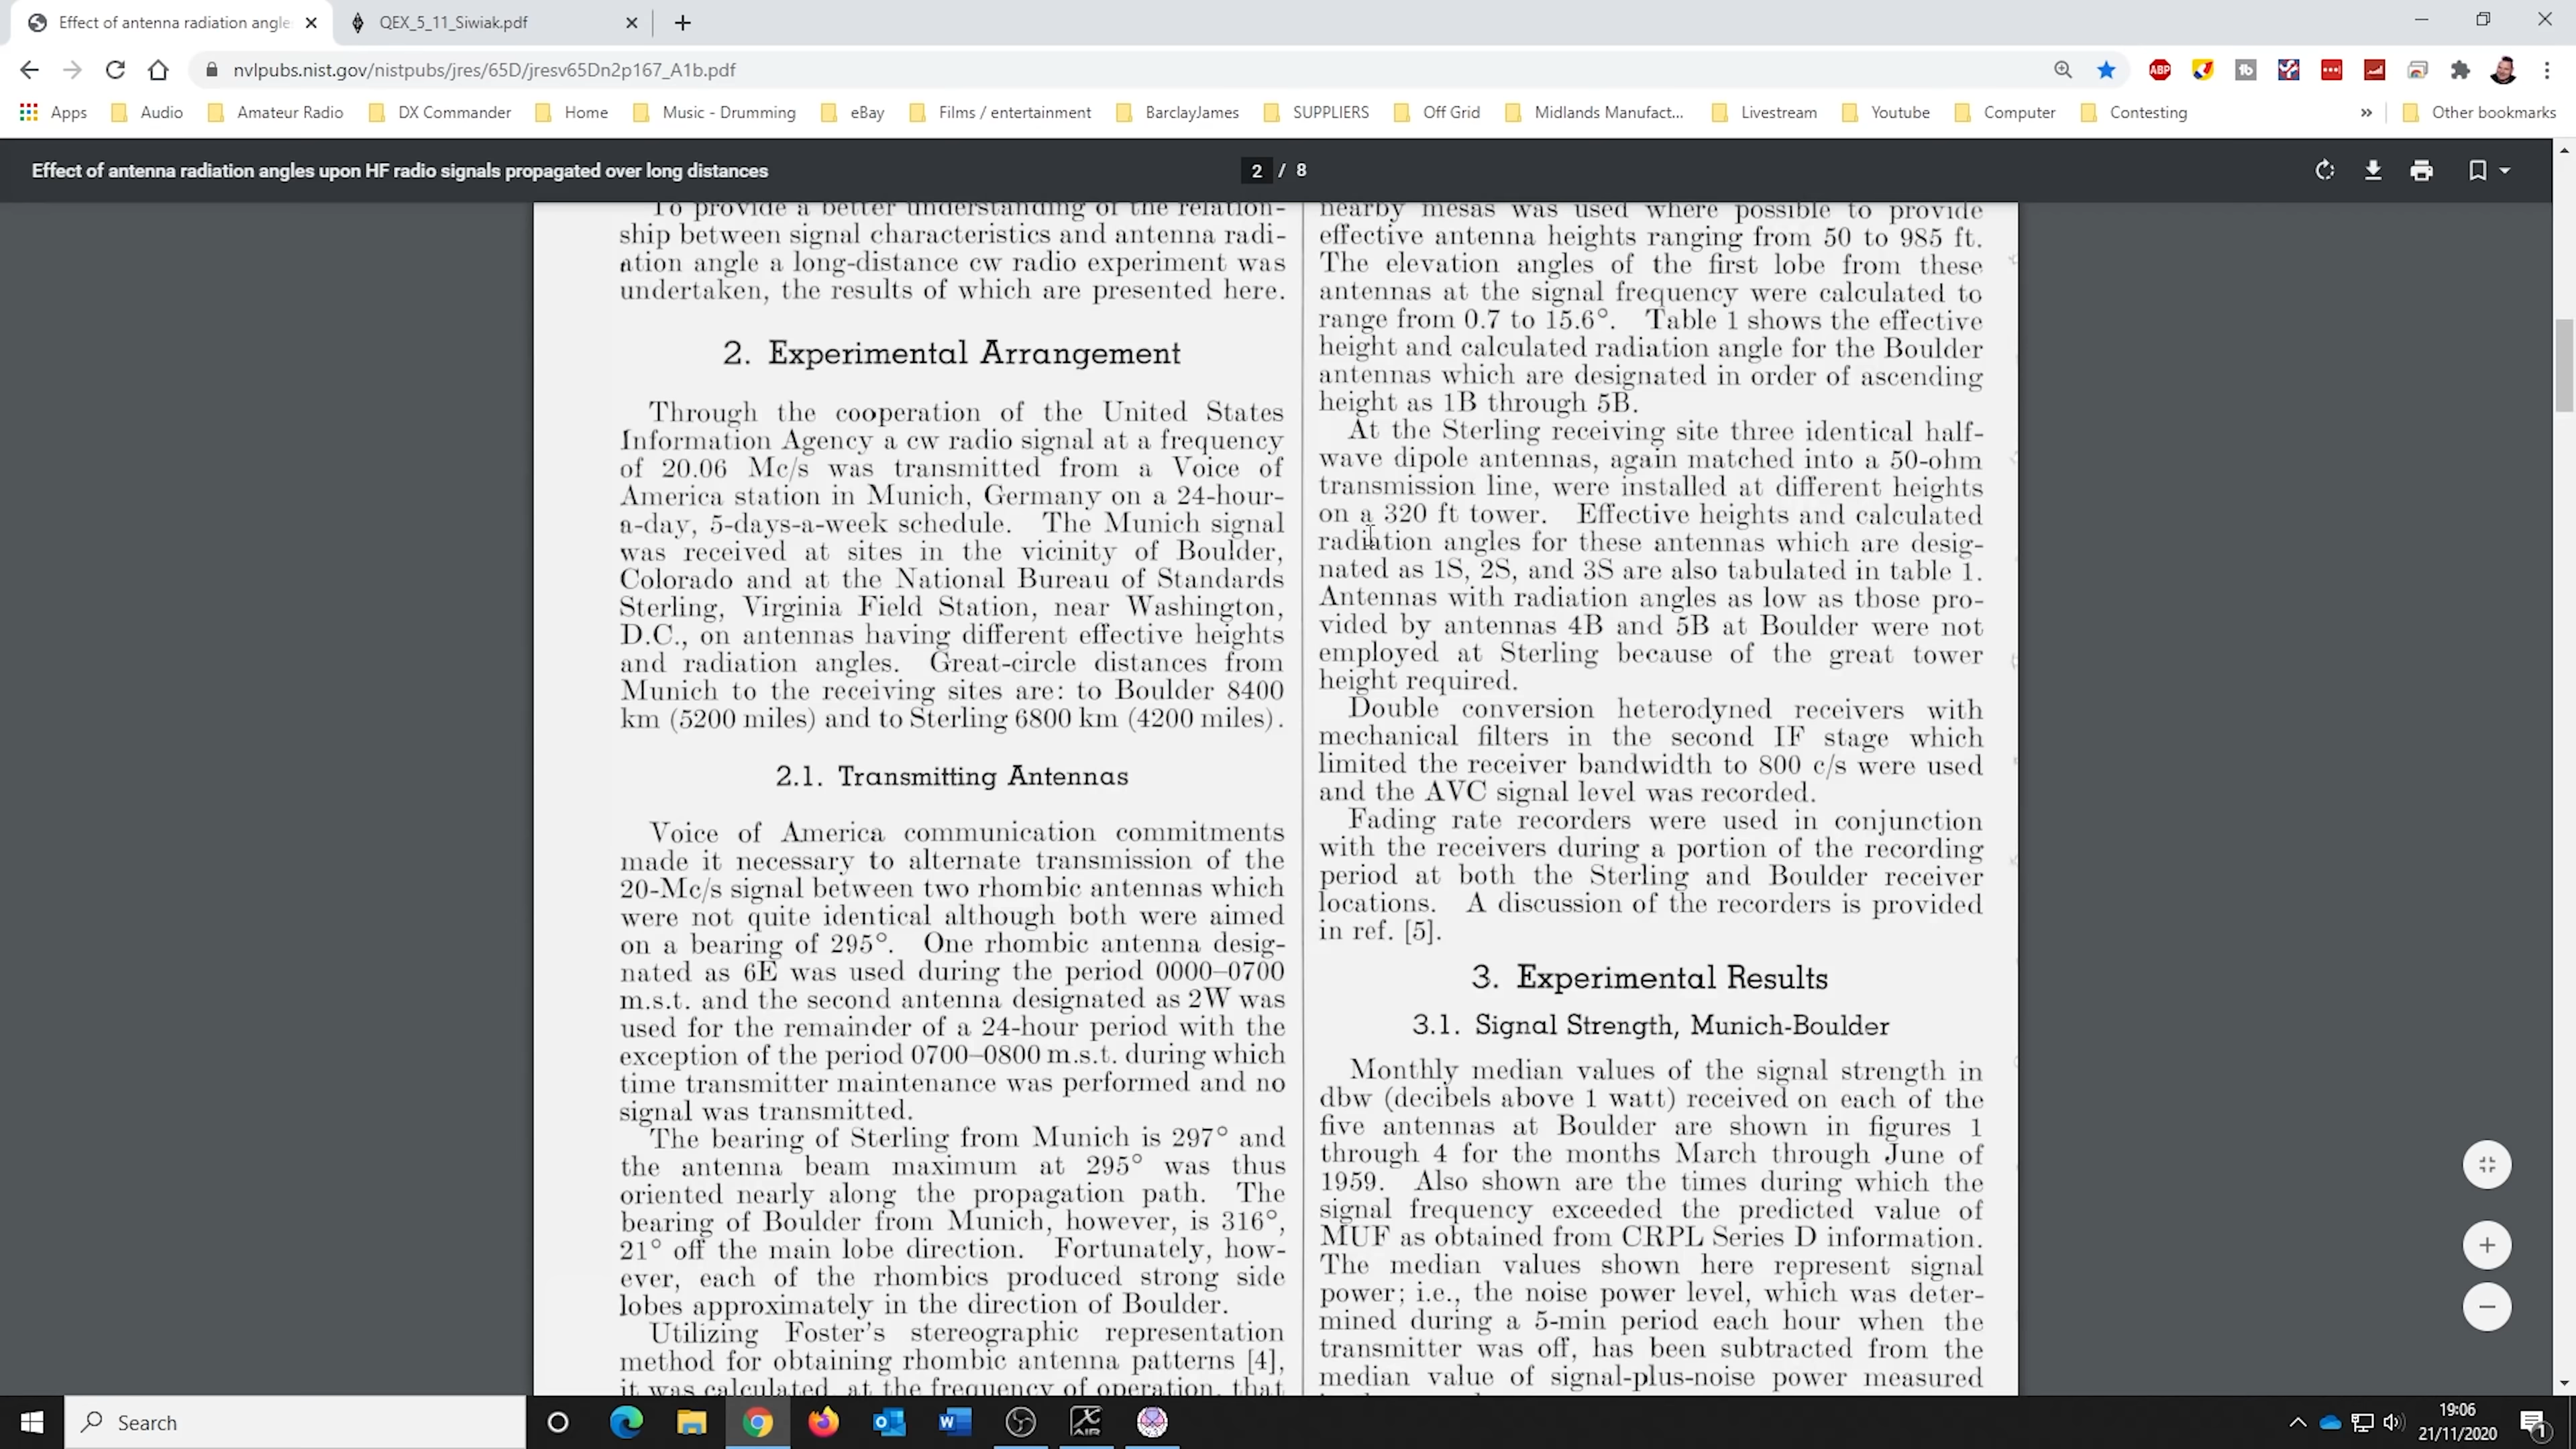 Effect of antenna radiation angle
QEX_5_11_Siwiak.pdf
nvlpubs.nist.gov/nistpubs/jres/65D/jresv65Dn2p167_A1b.pdf
ABP
Apps
Audio
Amateur Radio
DX Commander
Home
Music - Drumming
eBay
Films / entertainment
BarclayJames
SUPPLIERS
Off Grid
Midlands Manufact...
Livestream
Youtube
Computer
Contesting
»
Other bookmarks
Effect of antenna radiation angles upon HF radio signals propagated over long distances
2 / 8
To provide a better understanding of the relation-
ship between signal characteristics and antenna radi-
ation angle a long-distance cw radio experiment was
undertaken, the results of which are presented here.
2. Experimental Arrangement
Through the cooperation of the United States
Information Agency a cw radio signal at a frequency
of 20.06 Mc/s was transmitted from a Voice of
America station in Munich, Germany on a 24-hour-
a-day, 5-days-a-week schedule. The Munich signal
was received at sites in the vicinity of Boulder,
Colorado and at the National Bureau of Standards
Sterling, Virginia Field Station, near Washington,
D.C., on antennas having different effective heights
and radiation angles. Great-circle distances from
Munich to the receiving sites are: to Boulder 8400
km (5200 miles) and to Sterling 6800 km (4200 miles).
2.1. Transmitting Antennas
Voice of America communication commitments
made it necessary to alternate transmission of the
20-Mc/s signal between two rhombic antennas which
were not quite identical although both were aimed
on a bearing of 295°. One rhombic antenna desig-
nated as 6E was used during the period 0000–0700
m.s.t. and the second antenna designated as 2W was
used for the remainder of a 24-hour period with the
exception of the period 0700–0800 m.s.t. during which
time transmitter maintenance was performed and no
signal was transmitted.
The bearing of Sterling from Munich is 297° and
the antenna beam maximum at 295° was thus
oriented nearly along the propagation path. The
bearing of Boulder from Munich, however, is 316°,
21° off the main lobe direction. Fortunately, how-
ever, each of the rhombics produced strong side
lobes approximately in the direction of Boulder.
Utilizing Foster's stereographic representation
method for obtaining rhombic antenna patterns [4],
it was calculated, at the frequency of operation, that
nearby mesas was used where possible to provide
effective antenna heights ranging from 50 to 985 ft.
The elevation angles of the first lobe from these
antennas at the signal frequency were calculated to
range from 0.7 to 15.6°. Table 1 shows the effective
height and calculated radiation angle for the Boulder
antennas which are designated in order of ascending
height as 1B through 5B.
At the Sterling receiving site three identical half-
wave dipole antennas, again matched into a 50-ohm
transmission line, were installed at different heights
on a 320 ft tower. Effective heights and calculated
radiation angles for these antennas which are desig-
nated as 1S, 2S, and 3S are also tabulated in table 1.
Antennas with radiation angles as low as those pro-
vided by antennas 4B and 5B at Boulder were not
employed at Sterling because of the great tower
height required.
Double conversion heterodyned receivers with
mechanical filters in the second IF stage which
limited the receiver bandwidth to 800 c/s were used
and the AVC signal level was recorded.
Fading rate recorders were used in conjunction
with the receivers during a portion of the recording
period at both the Sterling and Boulder receiver
locations. A discussion of the recorders is provided
in ref. [5].
3. Experimental Results
3.1. Signal Strength, Munich-Boulder
Monthly median values of the signal strength in
dbw (decibels above 1 watt) received on each of the
five antennas at Boulder are shown in figures 1
through 4 for the months March through June of
1959. Also shown are the times during which the
signal frequency exceeded the predicted value of
MUF as obtained from CRPL Series D information.
The median values shown here represent signal
power; i.e., the noise power level, which was deter-
mined during a 5-min period each hour when the
transmitter was off, has been subtracted from the
median value of signal-plus-noise power measured
Search
AIR
19:06
21/11/2020
1